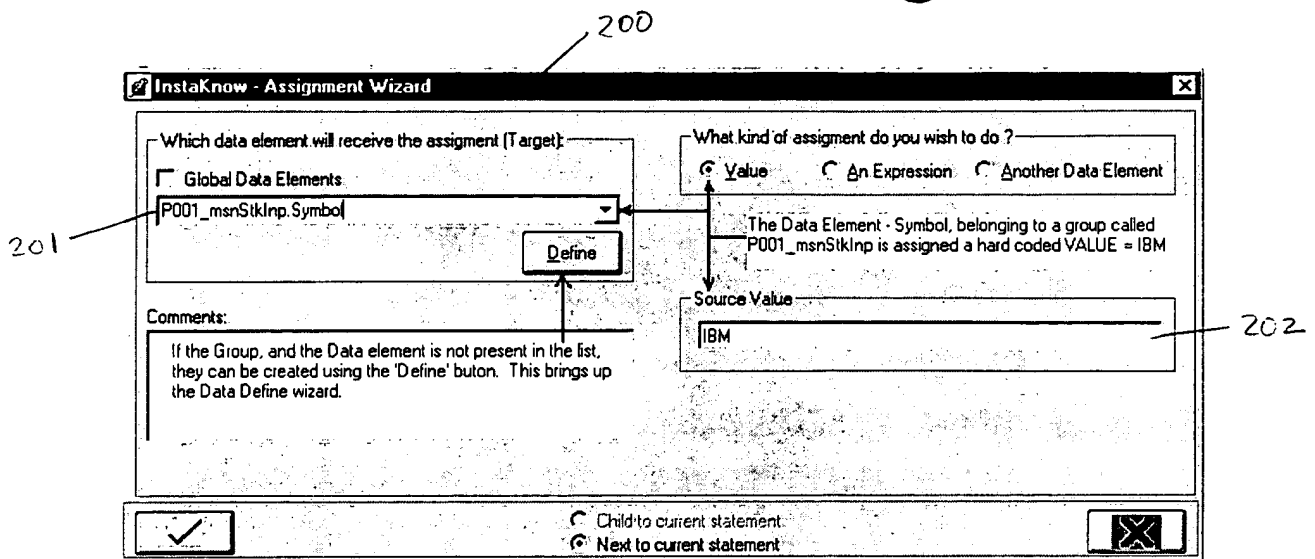 200
InstaKnow - Assignment Wizard
Which data element will receive the assigment (Target):
Global Data Elements
P001_msnStkInp.Symbol
201
Define
Comments:
If the Group, and the Data element is not present in the list,
they can be created using the 'Define' buton. This brings up
the Data Define wizard.
What kind of assigment do you wish to do ?
Value
An Expression
Another Data Element
The Data Element - Symbol, belonging to a group called
P001_msnStkInp is assigned a hard coded VALUE = IBM
Source Value
IBM
202
Child to current statement
Next to current statement